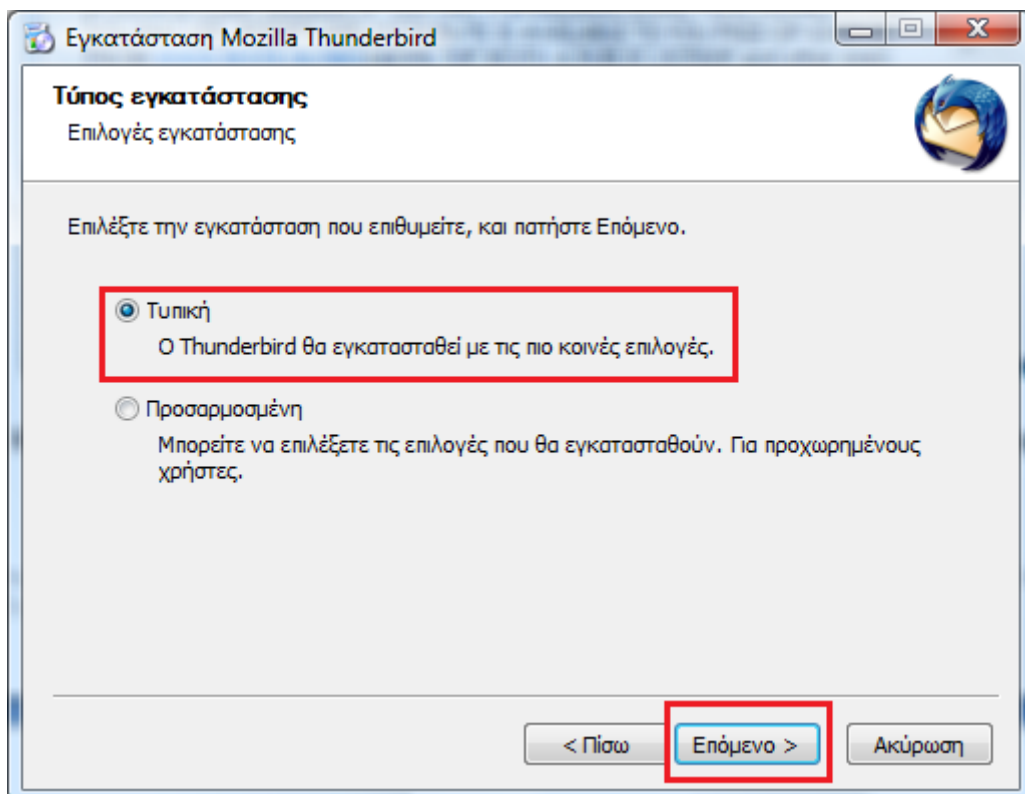 Εγκατάσταση Mozilla Thunderbird
Τύπος εγκατάστασης
Επιλογές εγκατάστασης
Επιλέξτε την εγκατάσταση που επιθυμείτε, και πατήστε Επόμενο.
Τυπική
Ο Thunderbird θα εγκατασταθεί με τις πιο κοινές επιλογές.
Προσαρμοσμένη
Μπορείτε να επιλέξετε τις επιλογές που θα εγκατασταθούν. Για προχωρημένους
χρήστες.
< Πίσω
Επόμενο >
Ακύρωση